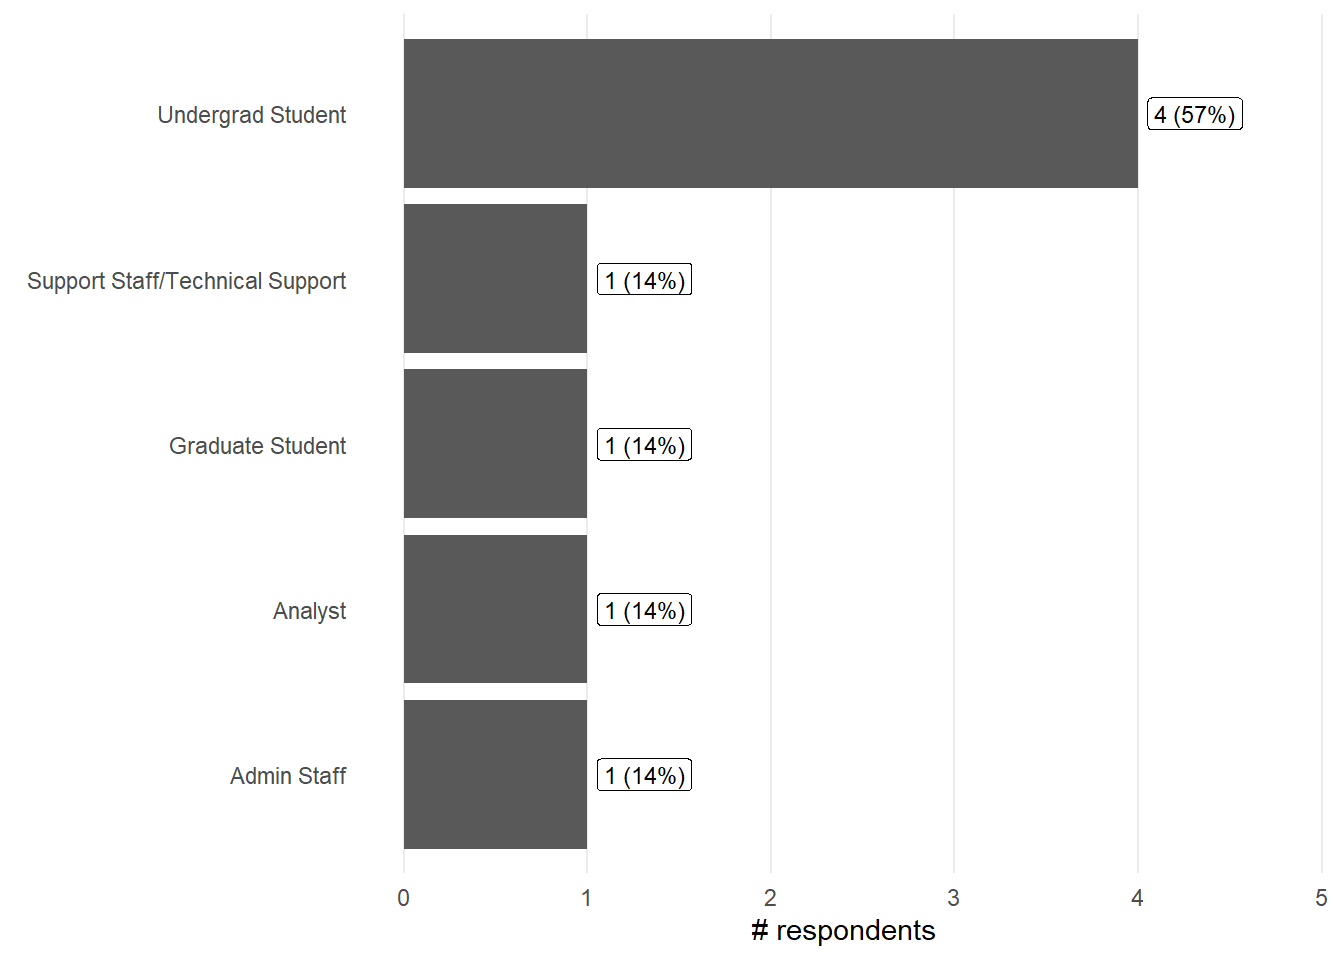 Undergrad Student
4 (57%)
Support Staff/Technical Support
1 (14%)
Graduate Student
1 (14%)
Analyst
1 (14%)
Admin Staff
1 (14%)
0 1 2 3 4 5
# respondents